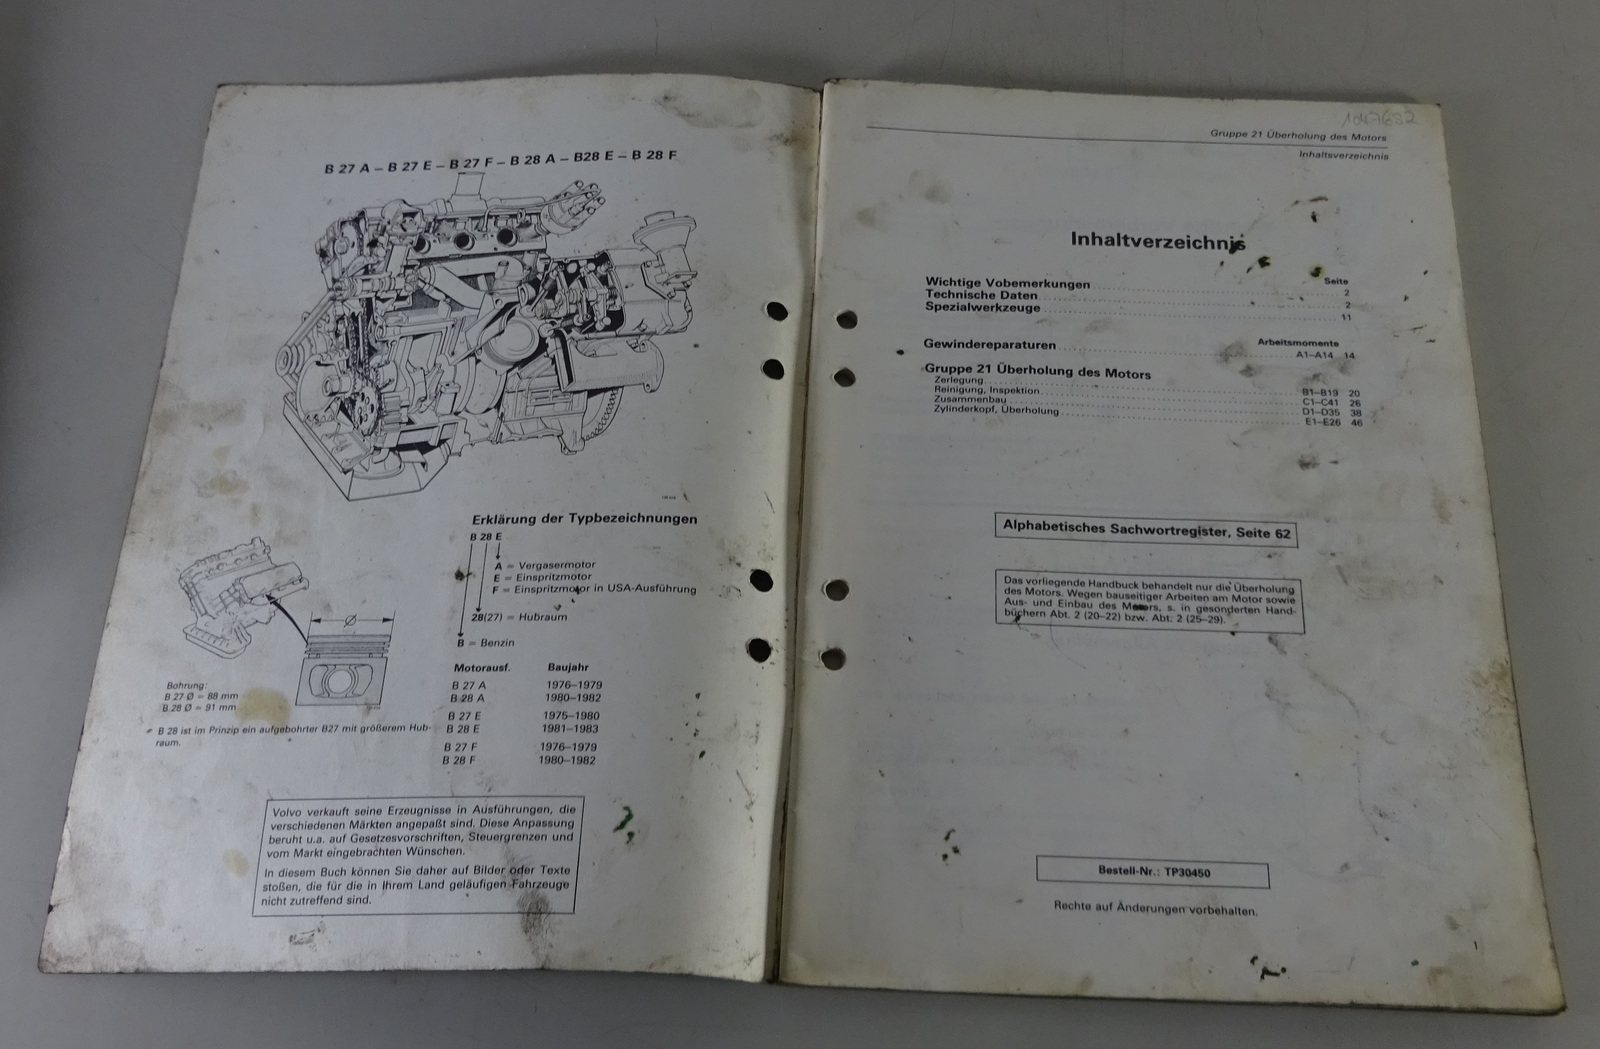 B 27 A – B 27 E – B 27 F – B 28 A – B28 E – B 28 F
Erklärung der Typbezeichnungen
B 28 E
A = Vergasermotor
E = Einspritzmotor
F = Einspritzmotor in USA-Ausführung
28(27) = Hubraum
B = Benzin
Motorausf. Baujahr
B 27 A 1976–1979
B 28 A 1980–1982
B 27 E 1975–1980
B 28 E 1981–1983
B 27 F 1976–1979
B 28 F 1980–1982
Ø
Bohrung:
B 27 Ø = 88 mm
B 28 Ø = 91 mm
B 28 ist im Prinzip ein aufgebohrter B27 mit größerem Hub-
raum.
Volvo verkauft seine Erzeugnisse in Ausführungen, die
verschiedenen Märkten angepaßt sind. Diese Anpassung
beruht u.a. auf Gesetzesvorschriften, Steuergrenzen und
vom Markt eingebrachten Wünschen.
In diesem Buch können Sie daher auf Bilder oder Texte
stoßen, die für die in Ihrem Land geläufigen Fahrzeuge
nicht zutreffend sind.
1047632
Gruppe 21 Überholung des Motors
Inhaltsverzeichnis
Inhaltverzeichnis
Seite
Wichtige Vobemerkungen 2
Technische Daten 2
Spezialwerkzeuge 11
Arbeitsmomente
Gewindereparaturen A1–A14 14
Gruppe 21 Überholung des Motors
Zerlegung B1–B19 20
Reinigung, Inspektion C1–C41 26
Zusammenbau D1–D35 38
Zylinderkopf, Überholung E1–E26 46
Alphabetisches Sachwortregister, Seite 62
Das vorliegende Handbuck behandelt nur die Überholung
des Motors. Wegen bauseitiger Arbeiten am Motor sowie
Aus- und Einbau des Motors, s. in gesonderten Hand-
büchern Abt. 2 (20–22) bzw. Abt. 2 (25–29).
Bestell-Nr.: TP30450
Rechte auf Änderungen vorbehalten.
1